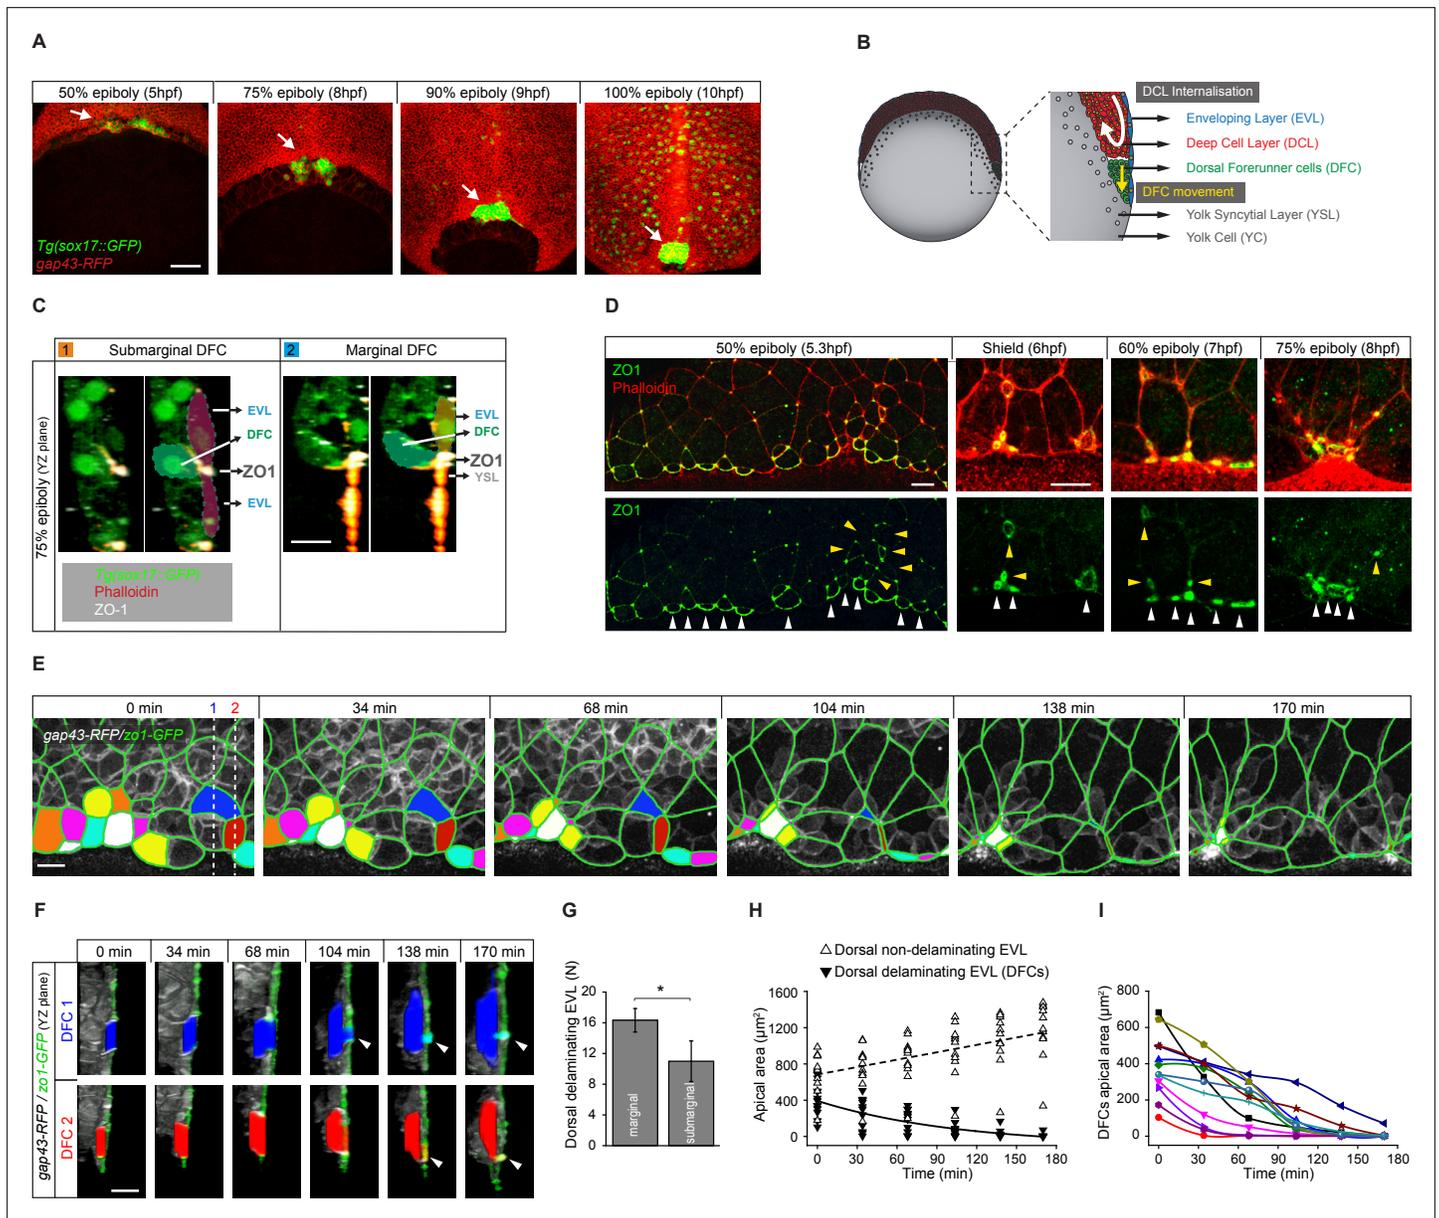 A
50% epiboly (5hpf)
75% epiboly (8hpf)
90% epiboly (9hpf)
100% epiboly (10hpf)
Tg(sox17::GFP)
gap43-RFP
B
DCL Internalisation
Enveloping Layer (EVL)
Deep Cell Layer (DCL)
Dorsal Forerunner cells (DFC)
DFC movement
Yolk Syncytial Layer (YSL)
Yolk Cell (YC)
C
1 Submarginal DFC
2 Marginal DFC
75% epiboly (YZ plane)
EVL
DFC
ZO1
EVL
EVL
DFC
ZO1
YSL
Tg(sox17::GFP)
Phalloidin
ZO-1
D
50% epiboly (5.3hpf)
Shield (6hpf)
60% epiboly (7hpf)
75% epiboly (8hpf)
ZO1
Phalloidin
ZO1
E
0 min 1 2
34 min
68 min
104 min
138 min
170 min
gap43-RFP/zo1-GFP
F
0 min
34 min
68 min
104 min
138 min
170 min
gap43-RFP / zo1-GFP (YZ plane)
DFC 1
DFC 2
G
Dorsal delaminating EVL (N)
20
16
12
8
4
0
*
marginal
submarginal
H
Dorsal non-delaminating EVL
Dorsal delaminating EVL (DFCs)
Apical area (µm²)
1600
1200
800
400
0
0 30 60 90 120 150 180
Time (min)
I
DFCs apical area (µm²)
800
600
400
200
0
0 30 60 90 120 150 180
Time (min)